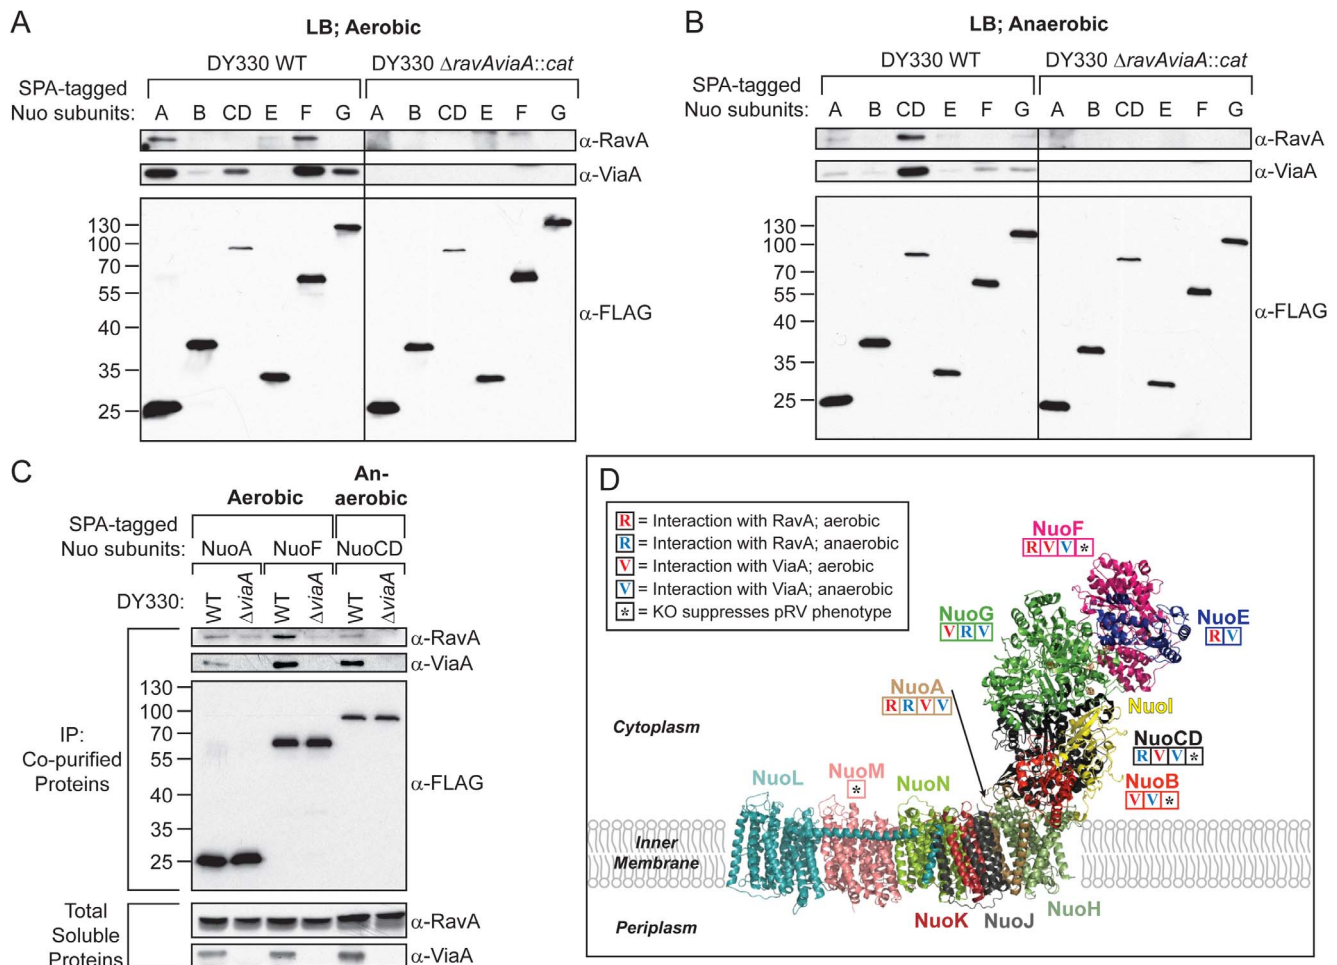 A
LB; Aerobic
DY330 WT DY330 ΔravAviaA::cat
SPA-tagged
Nuo subunits: A B CD E F G A B CD E F G
α-RavA
α-ViaA
130
100
70
55
40
35
25
α-FLAG
B
LB; Anaerobic
DY330 WT DY330 ΔravAviaA::cat
SPA-tagged
Nuo subunits: A B CD E F G A B CD E F G
α-RavA
α-ViaA
130
100
70
55
40
35
25
α-FLAG
C
Aerobic An-
aerobic
SPA-tagged
Nuo subunits: NuoA NuoF NuoCD
DY330: WT ΔviaA WT ΔviaA WT ΔviaA
α-RavA
α-ViaA
IP:
Co-purified
Proteins
130
100
70
55
40
35
25
α-FLAG
Total
Soluble
Proteins
α-RavA
α-ViaA
D
R = Interaction with RavA; aerobic
R = Interaction with RavA; anaerobic
V = Interaction with ViaA; aerobic
V = Interaction with ViaA; anaerobic
* = KO suppresses pRV phenotype
NuoF
R V V *
NuoG
V R V
NuoE
R V
NuoA
R R V V
NuoI
Cytoplasm
NuoCD
R V V *
NuoB
V V *
NuoL
NuoM
*
NuoN
Inner
Membrane
NuoK
NuoJ
NuoH
Periplasm